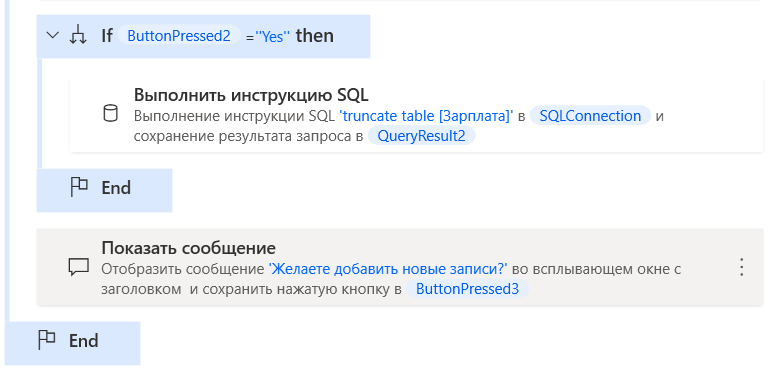 If ButtonPressed2 ="Yes" then
Выполнить инструкцию SQL
Выполнение инструкции SQL 'truncate table [Зарплата]' в SQLConnection и
сохранение результата запроса в QueryResult2
End
Показать сообщение
Отобразить сообщение 'Желаете добавить новые записи?' во всплывающем окне с
заголовком и сохранить нажатую кнопку в ButtonPressed3
End